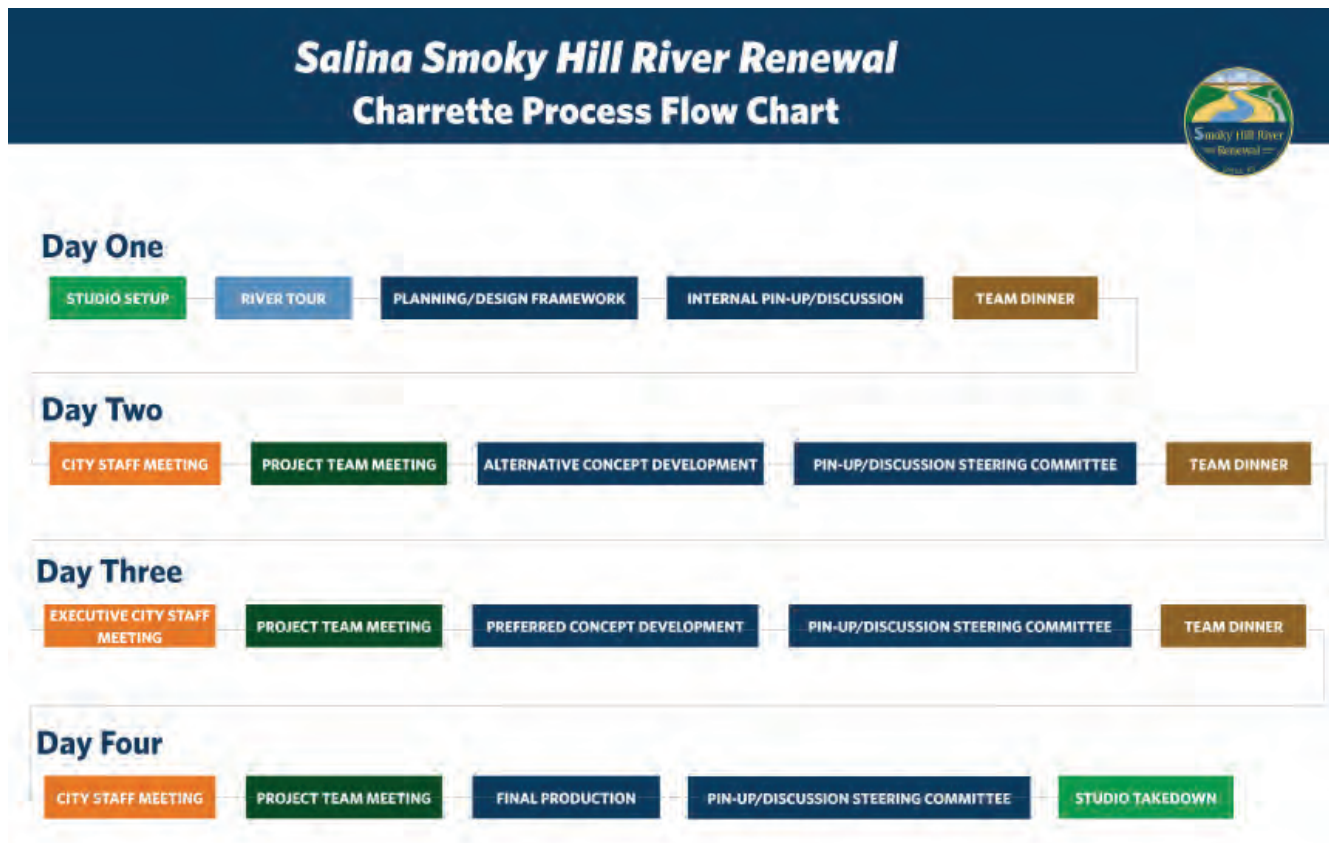 Salina Smoky Hill River Renewal
Charrette Process Flow Chart
Smoky Hill River
Renewal
Day One
STUDIO SETUP
RIVER TOUR
PLANNING/DESIGN FRAMEWORK
INTERNAL PIN-UP/DISCUSSION
TEAM DINNER
Day Two
CITY STAFF MEETING
PROJECT TEAM MEETING
ALTERNATIVE CONCEPT DEVELOPMENT
PIN-UP/DISCUSSION STEERING COMMITTEE
TEAM DINNER
Day Three
EXECUTIVE CITY STAFF
MEETING
PROJECT TEAM MEETING
PREFERRED CONCEPT DEVELOPMENT
PIN-UP/DISCUSSION STEERING COMMITTEE
TEAM DINNER
Day Four
CITY STAFF MEETING
PROJECT TEAM MEETING
FINAL PRODUCTION
PIN-UP/DISCUSSION STEERING COMMITTEE
STUDIO TAKEDOWN